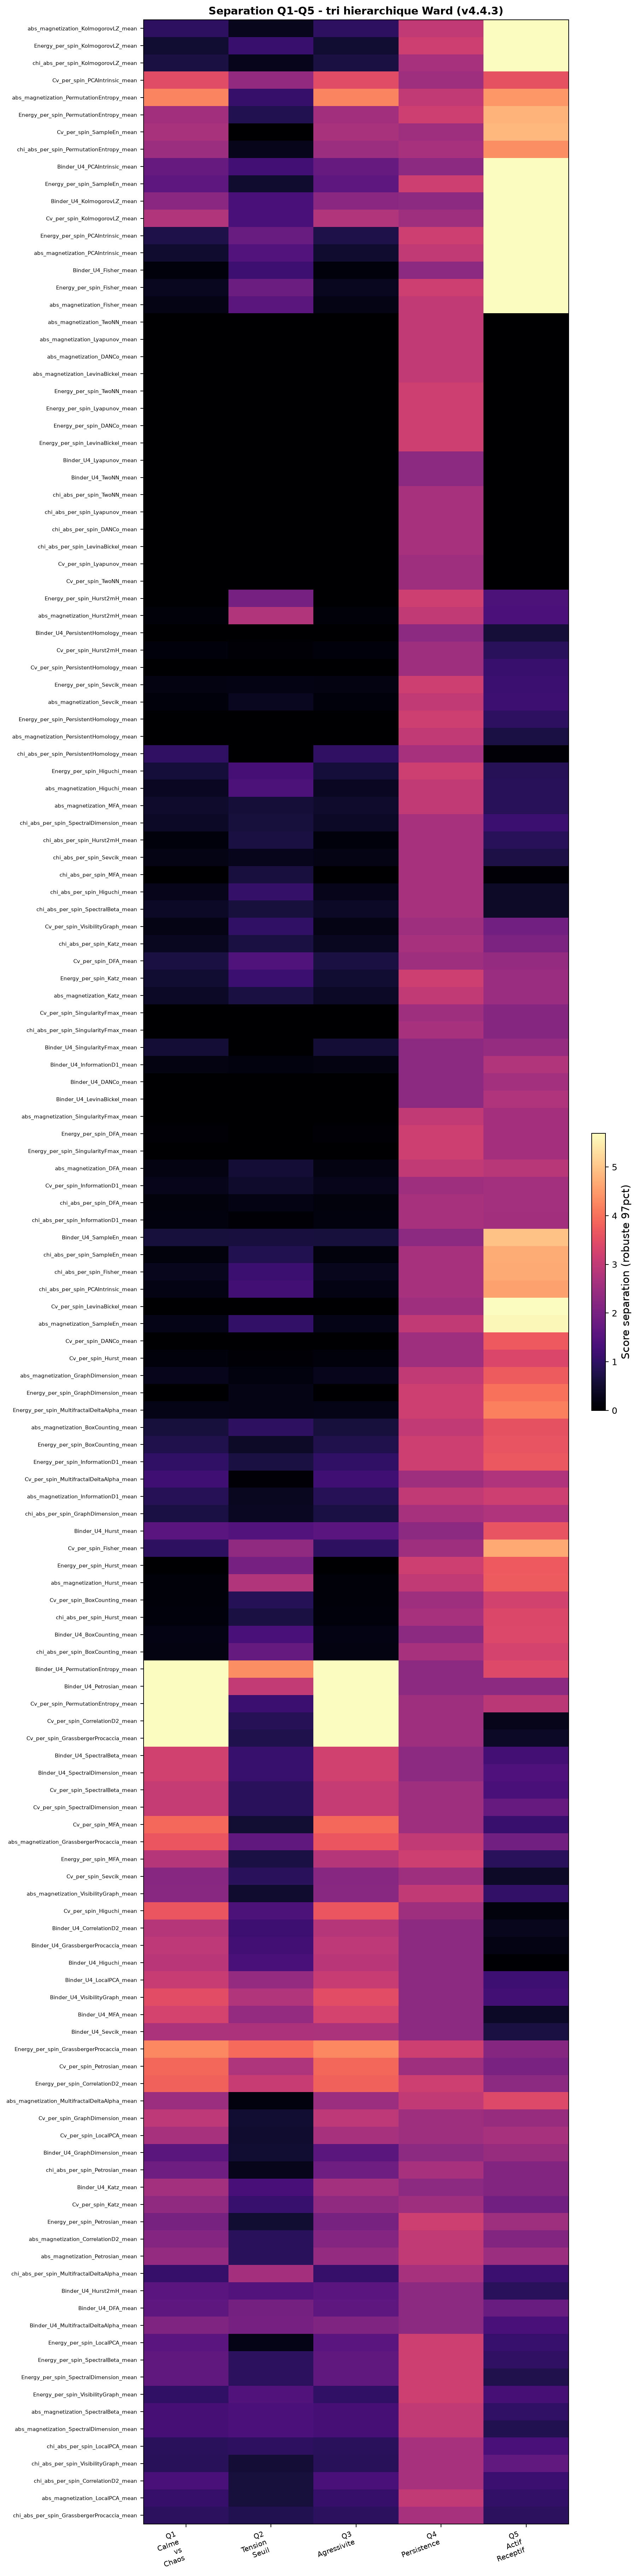 Separation Q1-Q5 - tri hierarchique Ward (v4.4.3)
abs_magnetization_KolmogorovLZ_mean
Energy_per_spin_KolmogorovLZ_mean
chi_abs_per_spin_KolmogorovLZ_mean
Cv_per_spin_PCAIntrinsic_mean
abs_magnetization_PermutationEntropy_mean
Energy_per_spin_PermutationEntropy_mean
Cv_per_spin_SampleEn_mean
chi_abs_per_spin_PermutationEntropy_mean
Binder_U4_PCAIntrinsic_mean
Energy_per_spin_SampleEn_mean
Binder_U4_KolmogorovLZ_mean
Cv_per_spin_KolmogorovLZ_mean
Energy_per_spin_PCAIntrinsic_mean
abs_magnetization_PCAIntrinsic_mean
Binder_U4_Fisher_mean
Energy_per_spin_Fisher_mean
abs_magnetization_Fisher_mean
abs_magnetization_TwoNN_mean
abs_magnetization_Lyapunov_mean
abs_magnetization_DANCo_mean
abs_magnetization_LevinaBickel_mean
Energy_per_spin_TwoNN_mean
Energy_per_spin_Lyapunov_mean
Energy_per_spin_DANCo_mean
Energy_per_spin_LevinaBickel_mean
Binder_U4_Lyapunov_mean
Binder_U4_TwoNN_mean
chi_abs_per_spin_TwoNN_mean
chi_abs_per_spin_Lyapunov_mean
chi_abs_per_spin_DANCo_mean
chi_abs_per_spin_LevinaBickel_mean
Cv_per_spin_Lyapunov_mean
Cv_per_spin_TwoNN_mean
Energy_per_spin_Hurst2mH_mean
abs_magnetization_Hurst2mH_mean
Binder_U4_PersistentHomology_mean
Cv_per_spin_Hurst2mH_mean
Cv_per_spin_PersistentHomology_mean
Energy_per_spin_Sevcik_mean
abs_magnetization_Sevcik_mean
Energy_per_spin_PersistentHomology_mean
abs_magnetization_PersistentHomology_mean
chi_abs_per_spin_PersistentHomology_mean
Energy_per_spin_Higuchi_mean
abs_magnetization_Higuchi_mean
abs_magnetization_MFA_mean
chi_abs_per_spin_SpectralDimension_mean
chi_abs_per_spin_Hurst2mH_mean
chi_abs_per_spin_Sevcik_mean
chi_abs_per_spin_MFA_mean
chi_abs_per_spin_Higuchi_mean
chi_abs_per_spin_SpectralBeta_mean
Cv_per_spin_VisibilityGraph_mean
chi_abs_per_spin_Katz_mean
Cv_per_spin_DFA_mean
Energy_per_spin_Katz_mean
abs_magnetization_Katz_mean
Cv_per_spin_SingularityFmax_mean
chi_abs_per_spin_SingularityFmax_mean
Binder_U4_SingularityFmax_mean
Binder_U4_InformationD1_mean
Binder_U4_DANCo_mean
Binder_U4_LevinaBickel_mean
abs_magnetization_SingularityFmax_mean
Energy_per_spin_DFA_mean
Energy_per_spin_SingularityFmax_mean
abs_magnetization_DFA_mean
Cv_per_spin_InformationD1_mean
chi_abs_per_spin_DFA_mean
chi_abs_per_spin_InformationD1_mean
Binder_U4_SampleEn_mean
chi_abs_per_spin_SampleEn_mean
chi_abs_per_spin_Fisher_mean
chi_abs_per_spin_PCAIntrinsic_mean
Cv_per_spin_LevinaBickel_mean
abs_magnetization_SampleEn_mean
Cv_per_spin_DANCo_mean
Cv_per_spin_Hurst_mean
abs_magnetization_GraphDimension_mean
Energy_per_spin_GraphDimension_mean
Energy_per_spin_MultifractalDeltaAlpha_mean
abs_magnetization_BoxCounting_mean
Energy_per_spin_BoxCounting_mean
Energy_per_spin_InformationD1_mean
Cv_per_spin_MultifractalDeltaAlpha_mean
abs_magnetization_InformationD1_mean
chi_abs_per_spin_GraphDimension_mean
Binder_U4_Hurst_mean
Cv_per_spin_Fisher_mean
Energy_per_spin_Hurst_mean
abs_magnetization_Hurst_mean
Cv_per_spin_BoxCounting_mean
chi_abs_per_spin_Hurst_mean
Binder_U4_BoxCounting_mean
chi_abs_per_spin_BoxCounting_mean
Binder_U4_PermutationEntropy_mean
Binder_U4_Petrosian_mean
Cv_per_spin_PermutationEntropy_mean
Cv_per_spin_CorrelationD2_mean
Cv_per_spin_GrassbergerProcaccia_mean
Binder_U4_SpectralBeta_mean
Binder_U4_SpectralDimension_mean
Cv_per_spin_SpectralBeta_mean
Cv_per_spin_SpectralDimension_mean
Cv_per_spin_MFA_mean
abs_magnetization_GrassbergerProcaccia_mean
Energy_per_spin_MFA_mean
Cv_per_spin_Sevcik_mean
abs_magnetization_VisibilityGraph_mean
Cv_per_spin_Higuchi_mean
Binder_U4_CorrelationD2_mean
Binder_U4_GrassbergerProcaccia_mean
Binder_U4_Higuchi_mean
Binder_U4_LocalPCA_mean
Binder_U4_VisibilityGraph_mean
Binder_U4_MFA_mean
Binder_U4_Sevcik_mean
Energy_per_spin_GrassbergerProcaccia_mean
Cv_per_spin_Petrosian_mean
Energy_per_spin_CorrelationD2_mean
abs_magnetization_MultifractalDeltaAlpha_mean
Cv_per_spin_GraphDimension_mean
Cv_per_spin_LocalPCA_mean
Binder_U4_GraphDimension_mean
chi_abs_per_spin_Petrosian_mean
Binder_U4_Katz_mean
Cv_per_spin_Katz_mean
Energy_per_spin_Petrosian_mean
abs_magnetization_CorrelationD2_mean
abs_magnetization_Petrosian_mean
chi_abs_per_spin_MultifractalDeltaAlpha_mean
Binder_U4_Hurst2mH_mean
Binder_U4_DFA_mean
Binder_U4_MultifractalDeltaAlpha_mean
Energy_per_spin_LocalPCA_mean
Energy_per_spin_SpectralBeta_mean
Energy_per_spin_SpectralDimension_mean
Energy_per_spin_VisibilityGraph_mean
abs_magnetization_SpectralBeta_mean
abs_magnetization_SpectralDimension_mean
chi_abs_per_spin_LocalPCA_mean
chi_abs_per_spin_VisibilityGraph_mean
chi_abs_per_spin_CorrelationD2_mean
abs_magnetization_LocalPCA_mean
chi_abs_per_spin_GrassbergerProcaccia_mean
Q1
Calme
vs
Chaos
Q2
Tension
Seuil
Q3
Agressivite
Q4
Persistence
Q5
Actif
Receptif
5
4
3
2
1
0
Score separation (robuste 97pct)